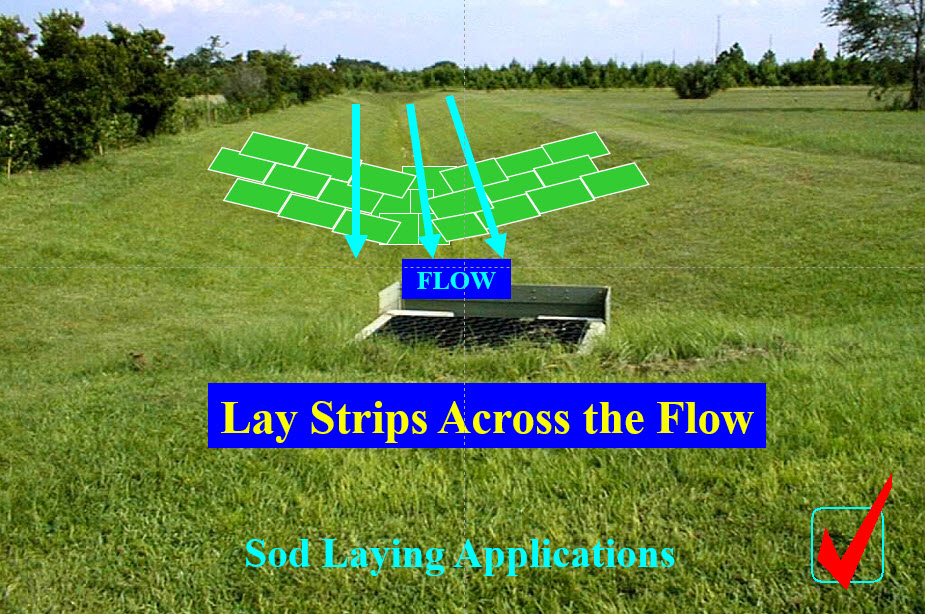 FLOW
Lay Strips Across the Flow
Sod Laying Applications